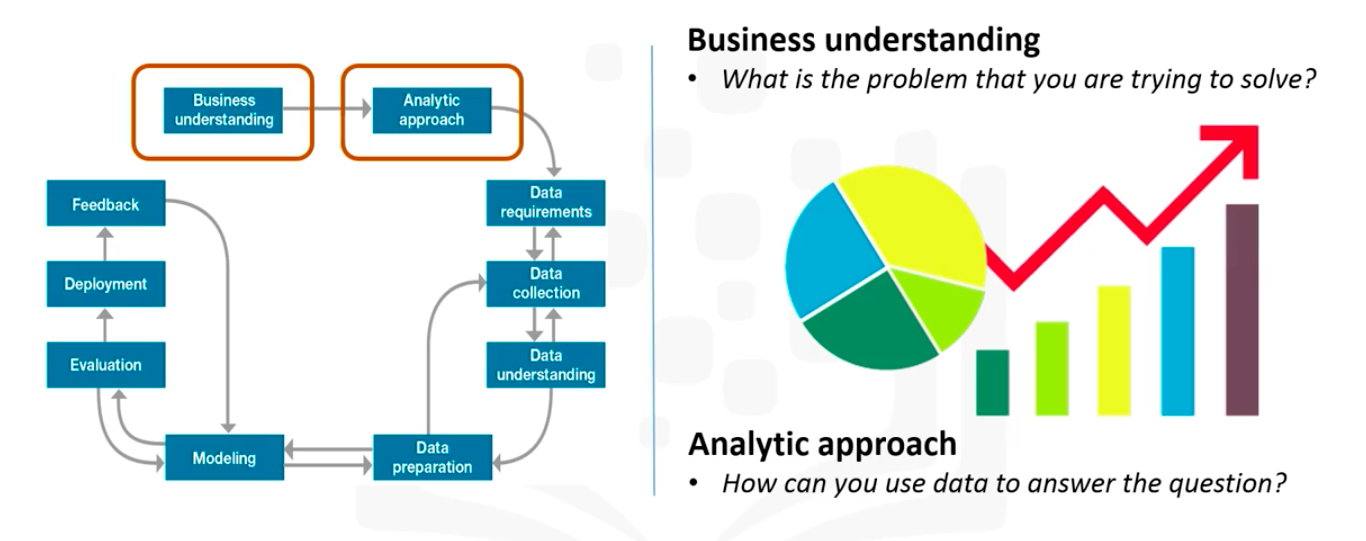 Business
understanding
Analytic
approach
Feedback
Data
requirements
Deployment
Data
collection
Evaluation
Data
understanding
Modeling
Data
preparation
Business understanding
• What is the problem that you are trying to solve?
Analytic approach
• How can you use data to answer the question?